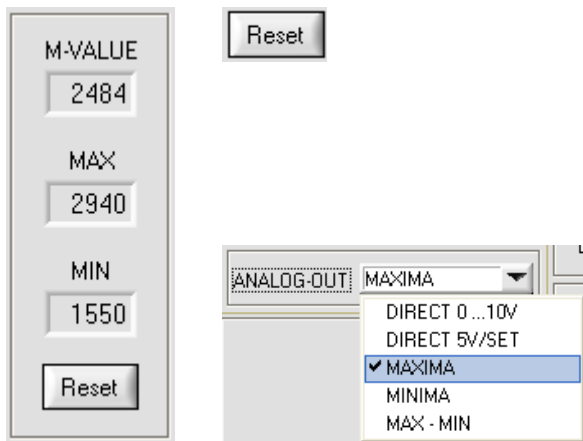 M-VALUE
2484
MAX
2940
MIN
1550
Reset
Reset
ANALOG-OUT MAXIMA
DIRECT 0 ...10V
DIRECT 5V/SET
MAXIMA
MINIMA
MAX - MIN